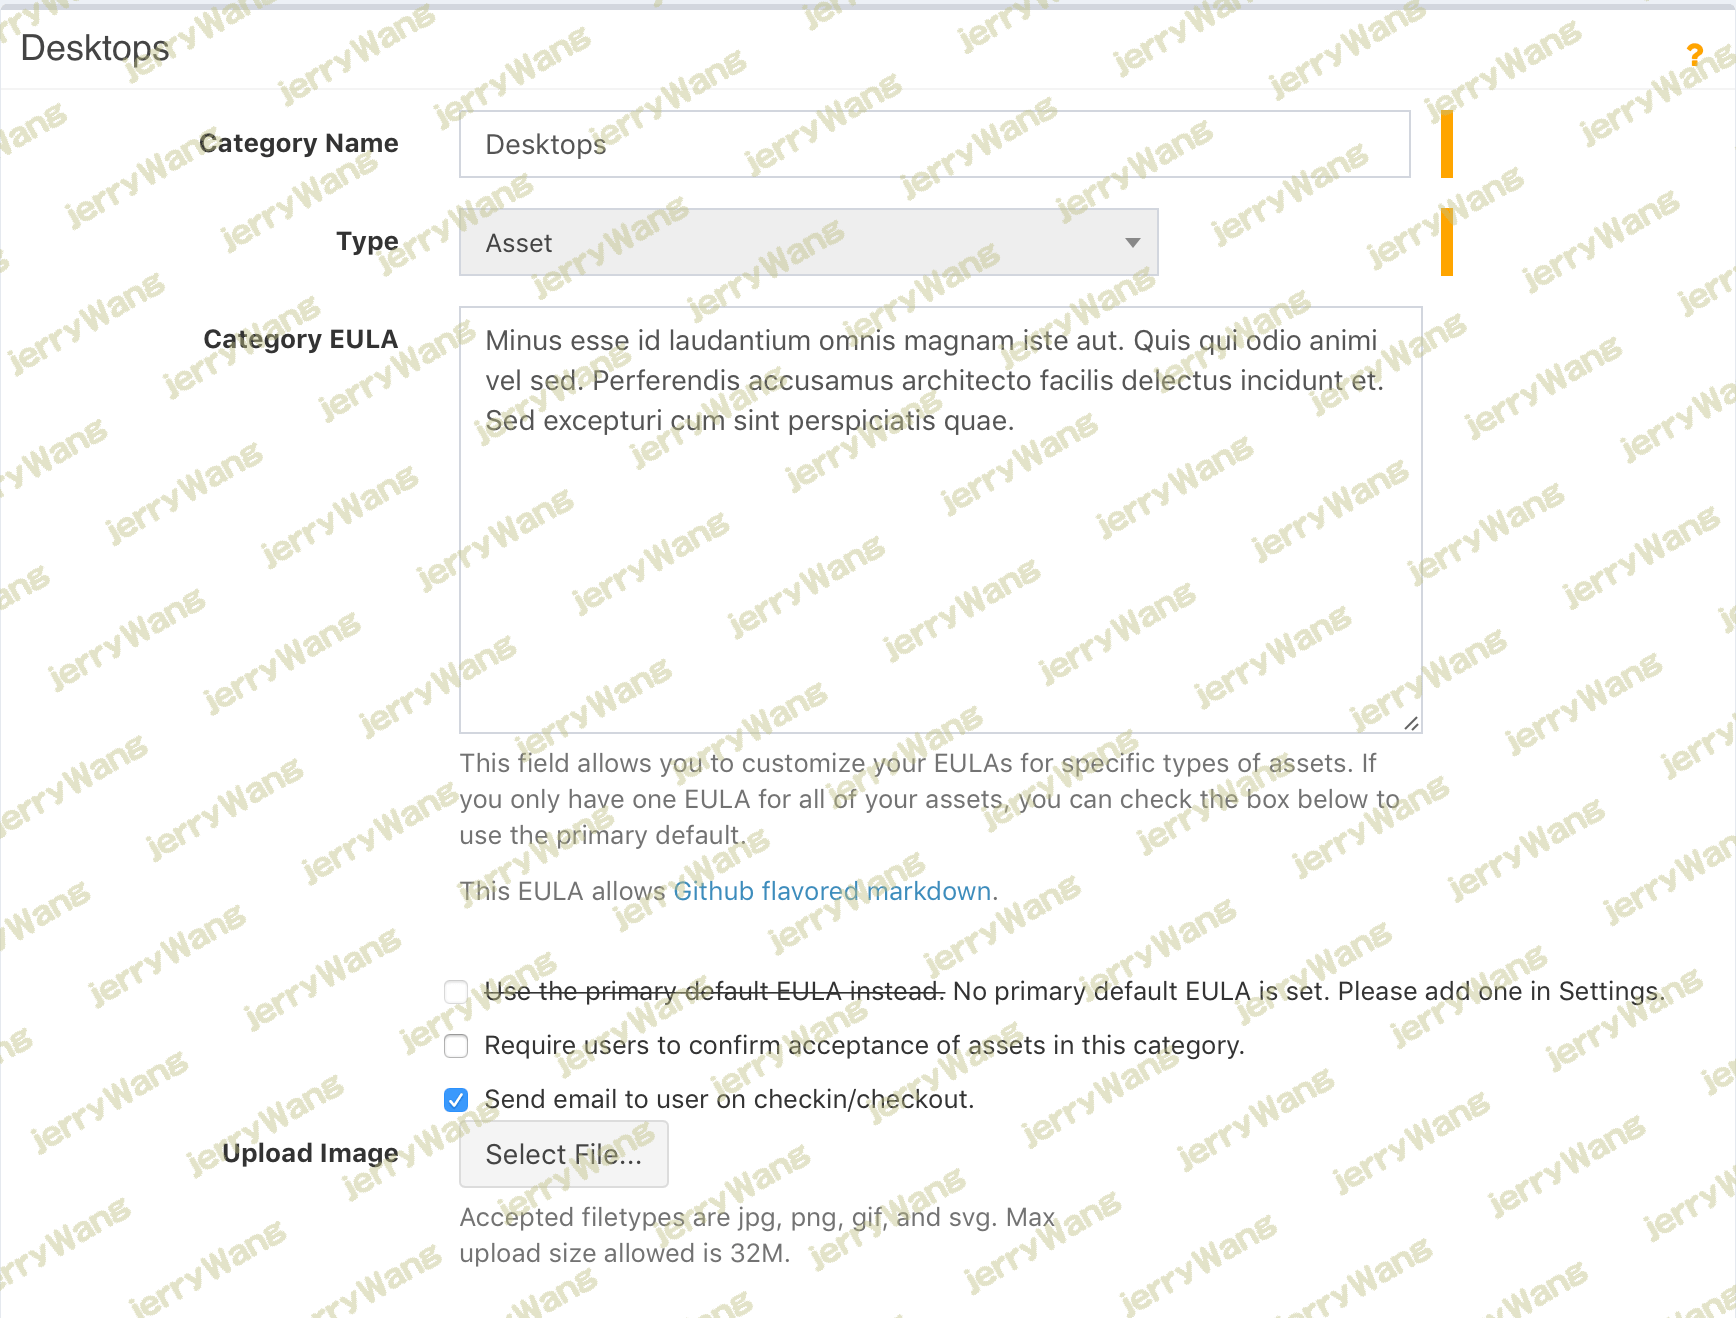 Desktops
?
Category Name
Desktops
Type
Asset
Category EULA
Minus esse id laudantium omnis magnam iste aut. Quis qui odio animi
vel sed. Perferendis accusamus architecto facilis delectus incidunt et.
Sed excepturi cum sint perspiciatis quae.
This field allows you to customize your EULAs for specific types of assets. If
you only have one EULA for all of your assets, you can check the box below to
use the primary default.
This EULA allows Github flavored markdown.
Use the primary default EULA instead. No primary default EULA is set. Please add one in Settings.
Require users to confirm acceptance of assets in this category.
Send email to user on checkin/checkout.
Upload Image
Select File...
Accepted filetypes are jpg, png, gif, and svg. Max
upload size allowed is 32M.
jerryWang